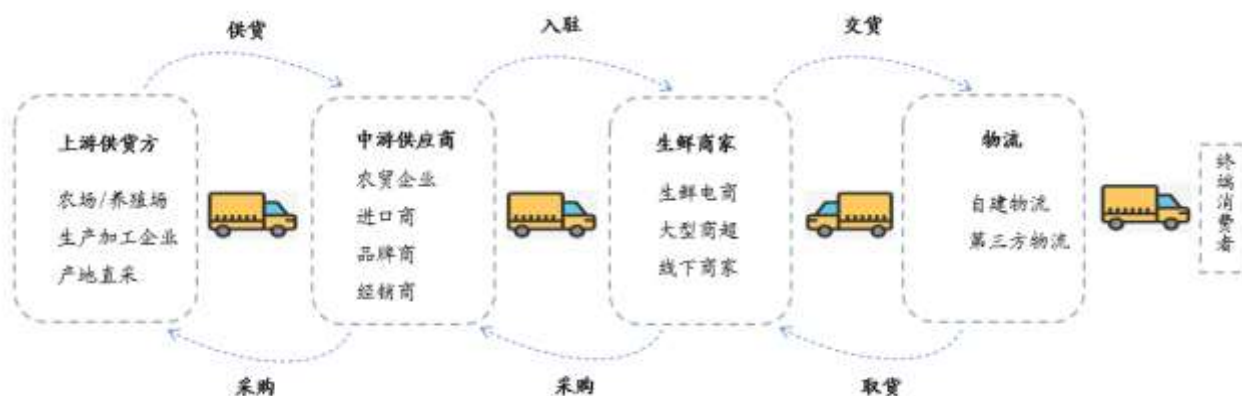 供货
入驻
交货
上游供货方
农场/养殖场
生产加工企业
产地直采
中游供应商
农贸企业
进口商
品牌商
经销商
生鲜商家
生鲜电商
大型商超
线下商家
物流
自建物流
第三方物流
终端消费者
采购
采购
取货